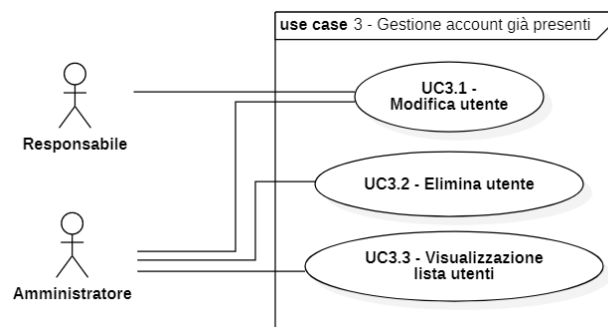 use case 3 - Gestione account già presenti
UC3.1 -
Modifica utente
Responsabile
UC3.2 - Elimina utente
UC3.3 - Visualizzazione
lista utenti
Amministratore